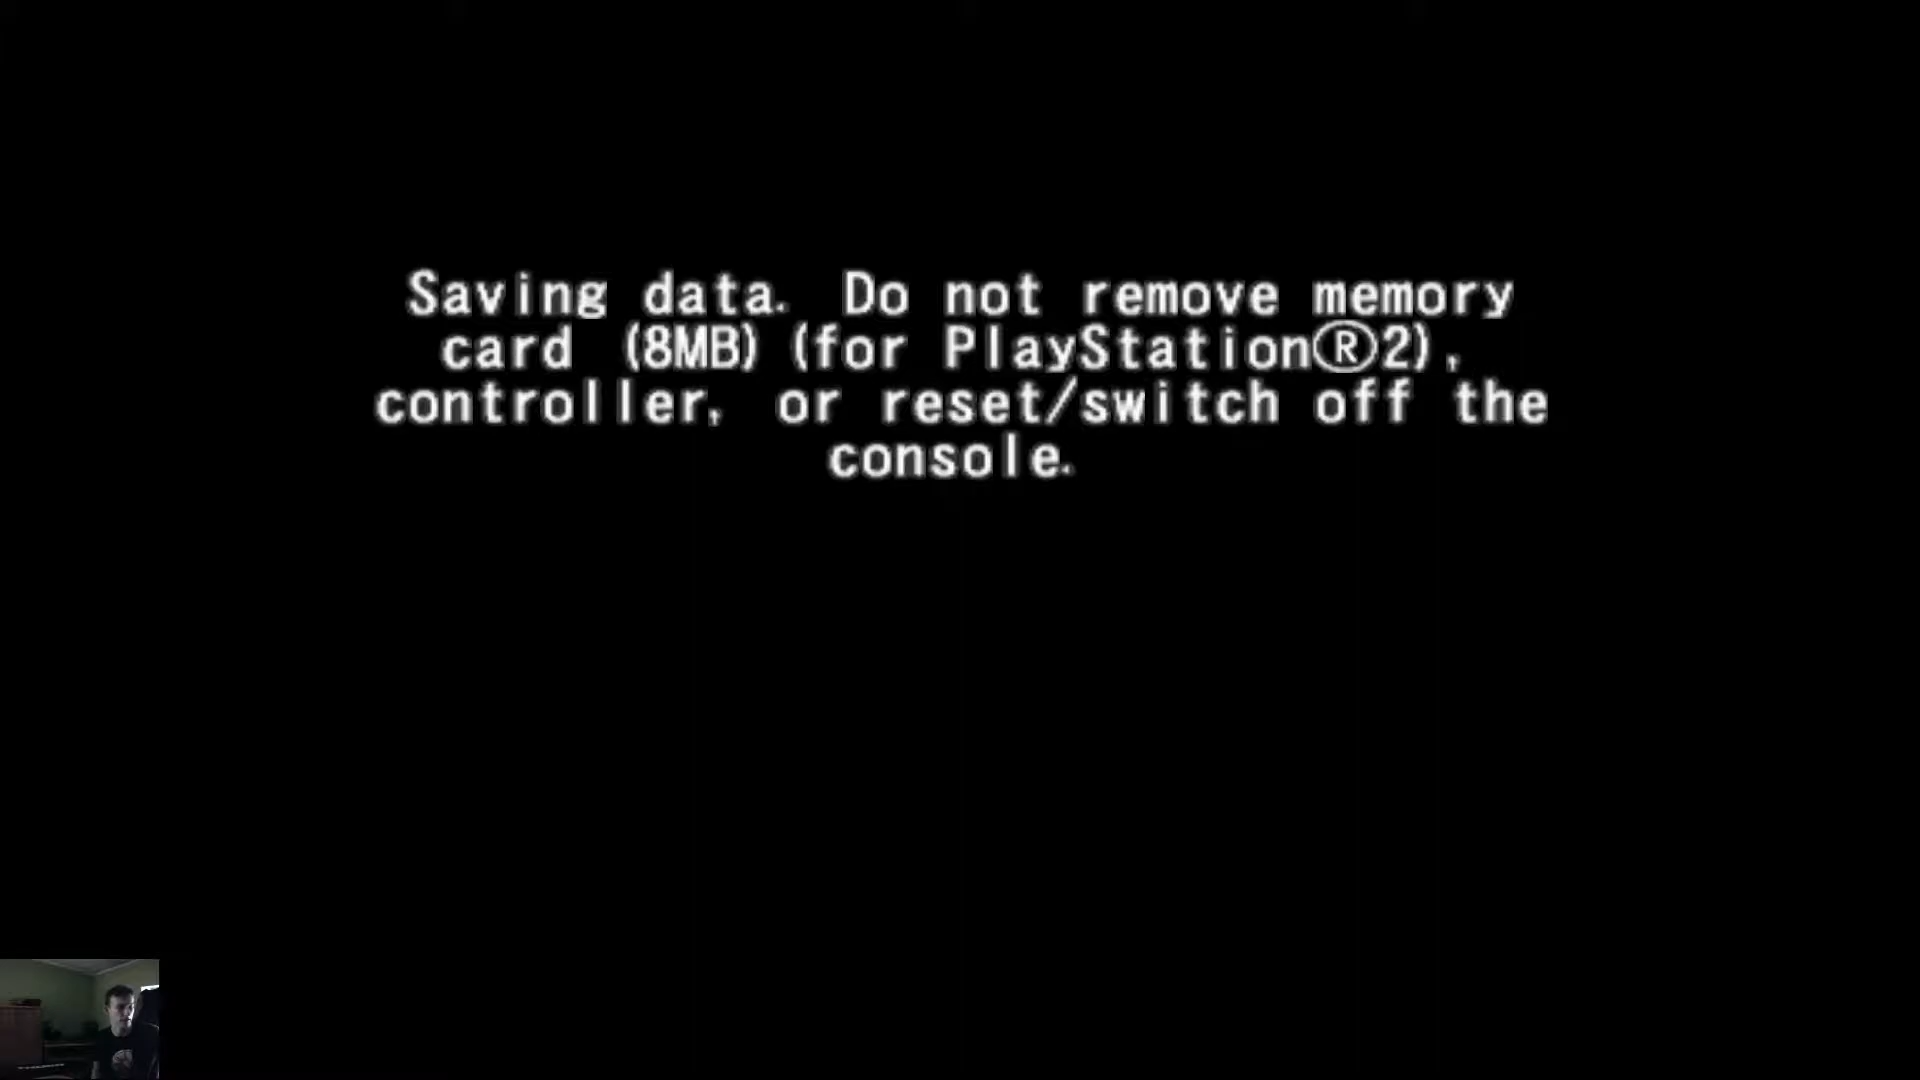 Saving data. Do not remove memory
card (8MB) (for PlayStation®2),
controller, or reset/switch off the
console.